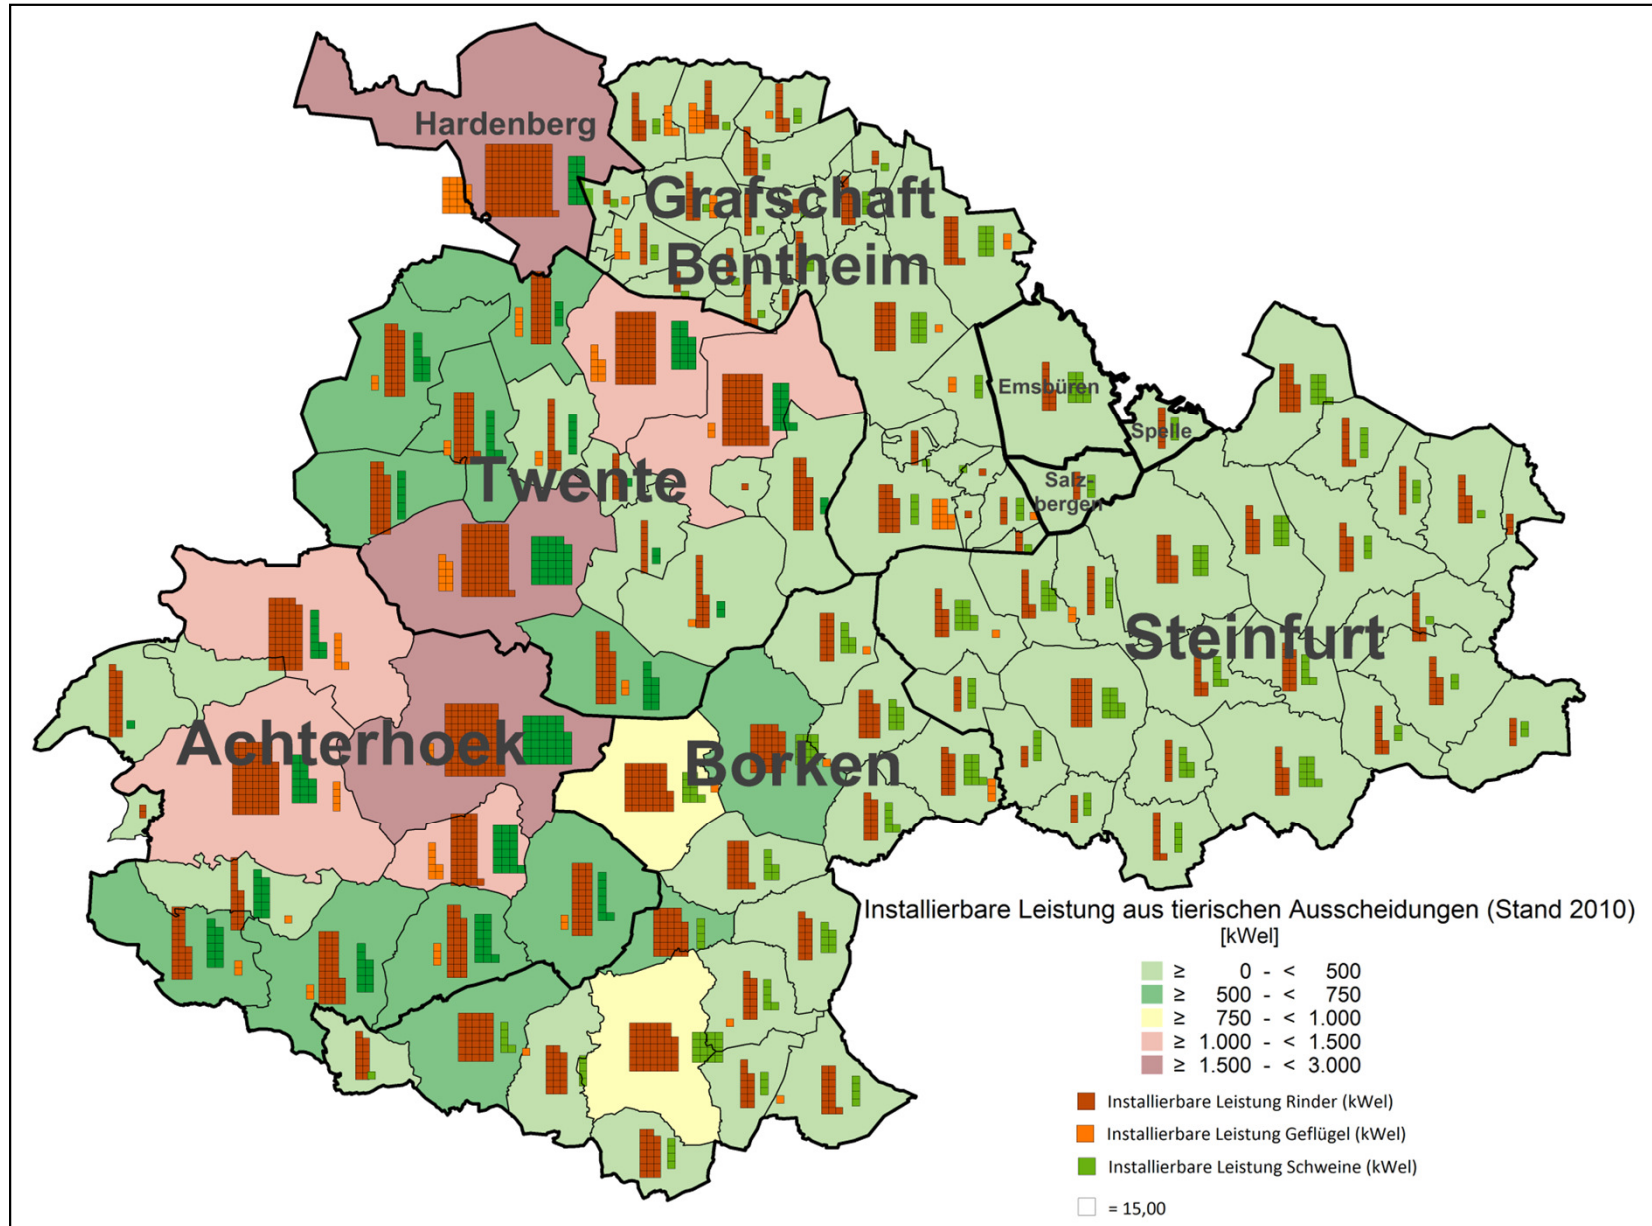 Hardenberg
Grafschaft
Bentheim
Emsbüren
Spelle
Salz-
bergen
Twente
Steinfurt
Achterhoek
Borken
Installierbare Leistung aus tierischen Ausscheidungen (Stand 2010)
[kWel]
≥ 0 - < 500
≥ 500 - < 750
≥ 750 - < 1.000
≥ 1.000 - < 1.500
≥ 1.500 - < 3.000
Installierbare Leistung Rinder (kWel)
Installierbare Leistung Geflügel (kWel)
Installierbare Leistung Schweine (kWel)
= 15,00